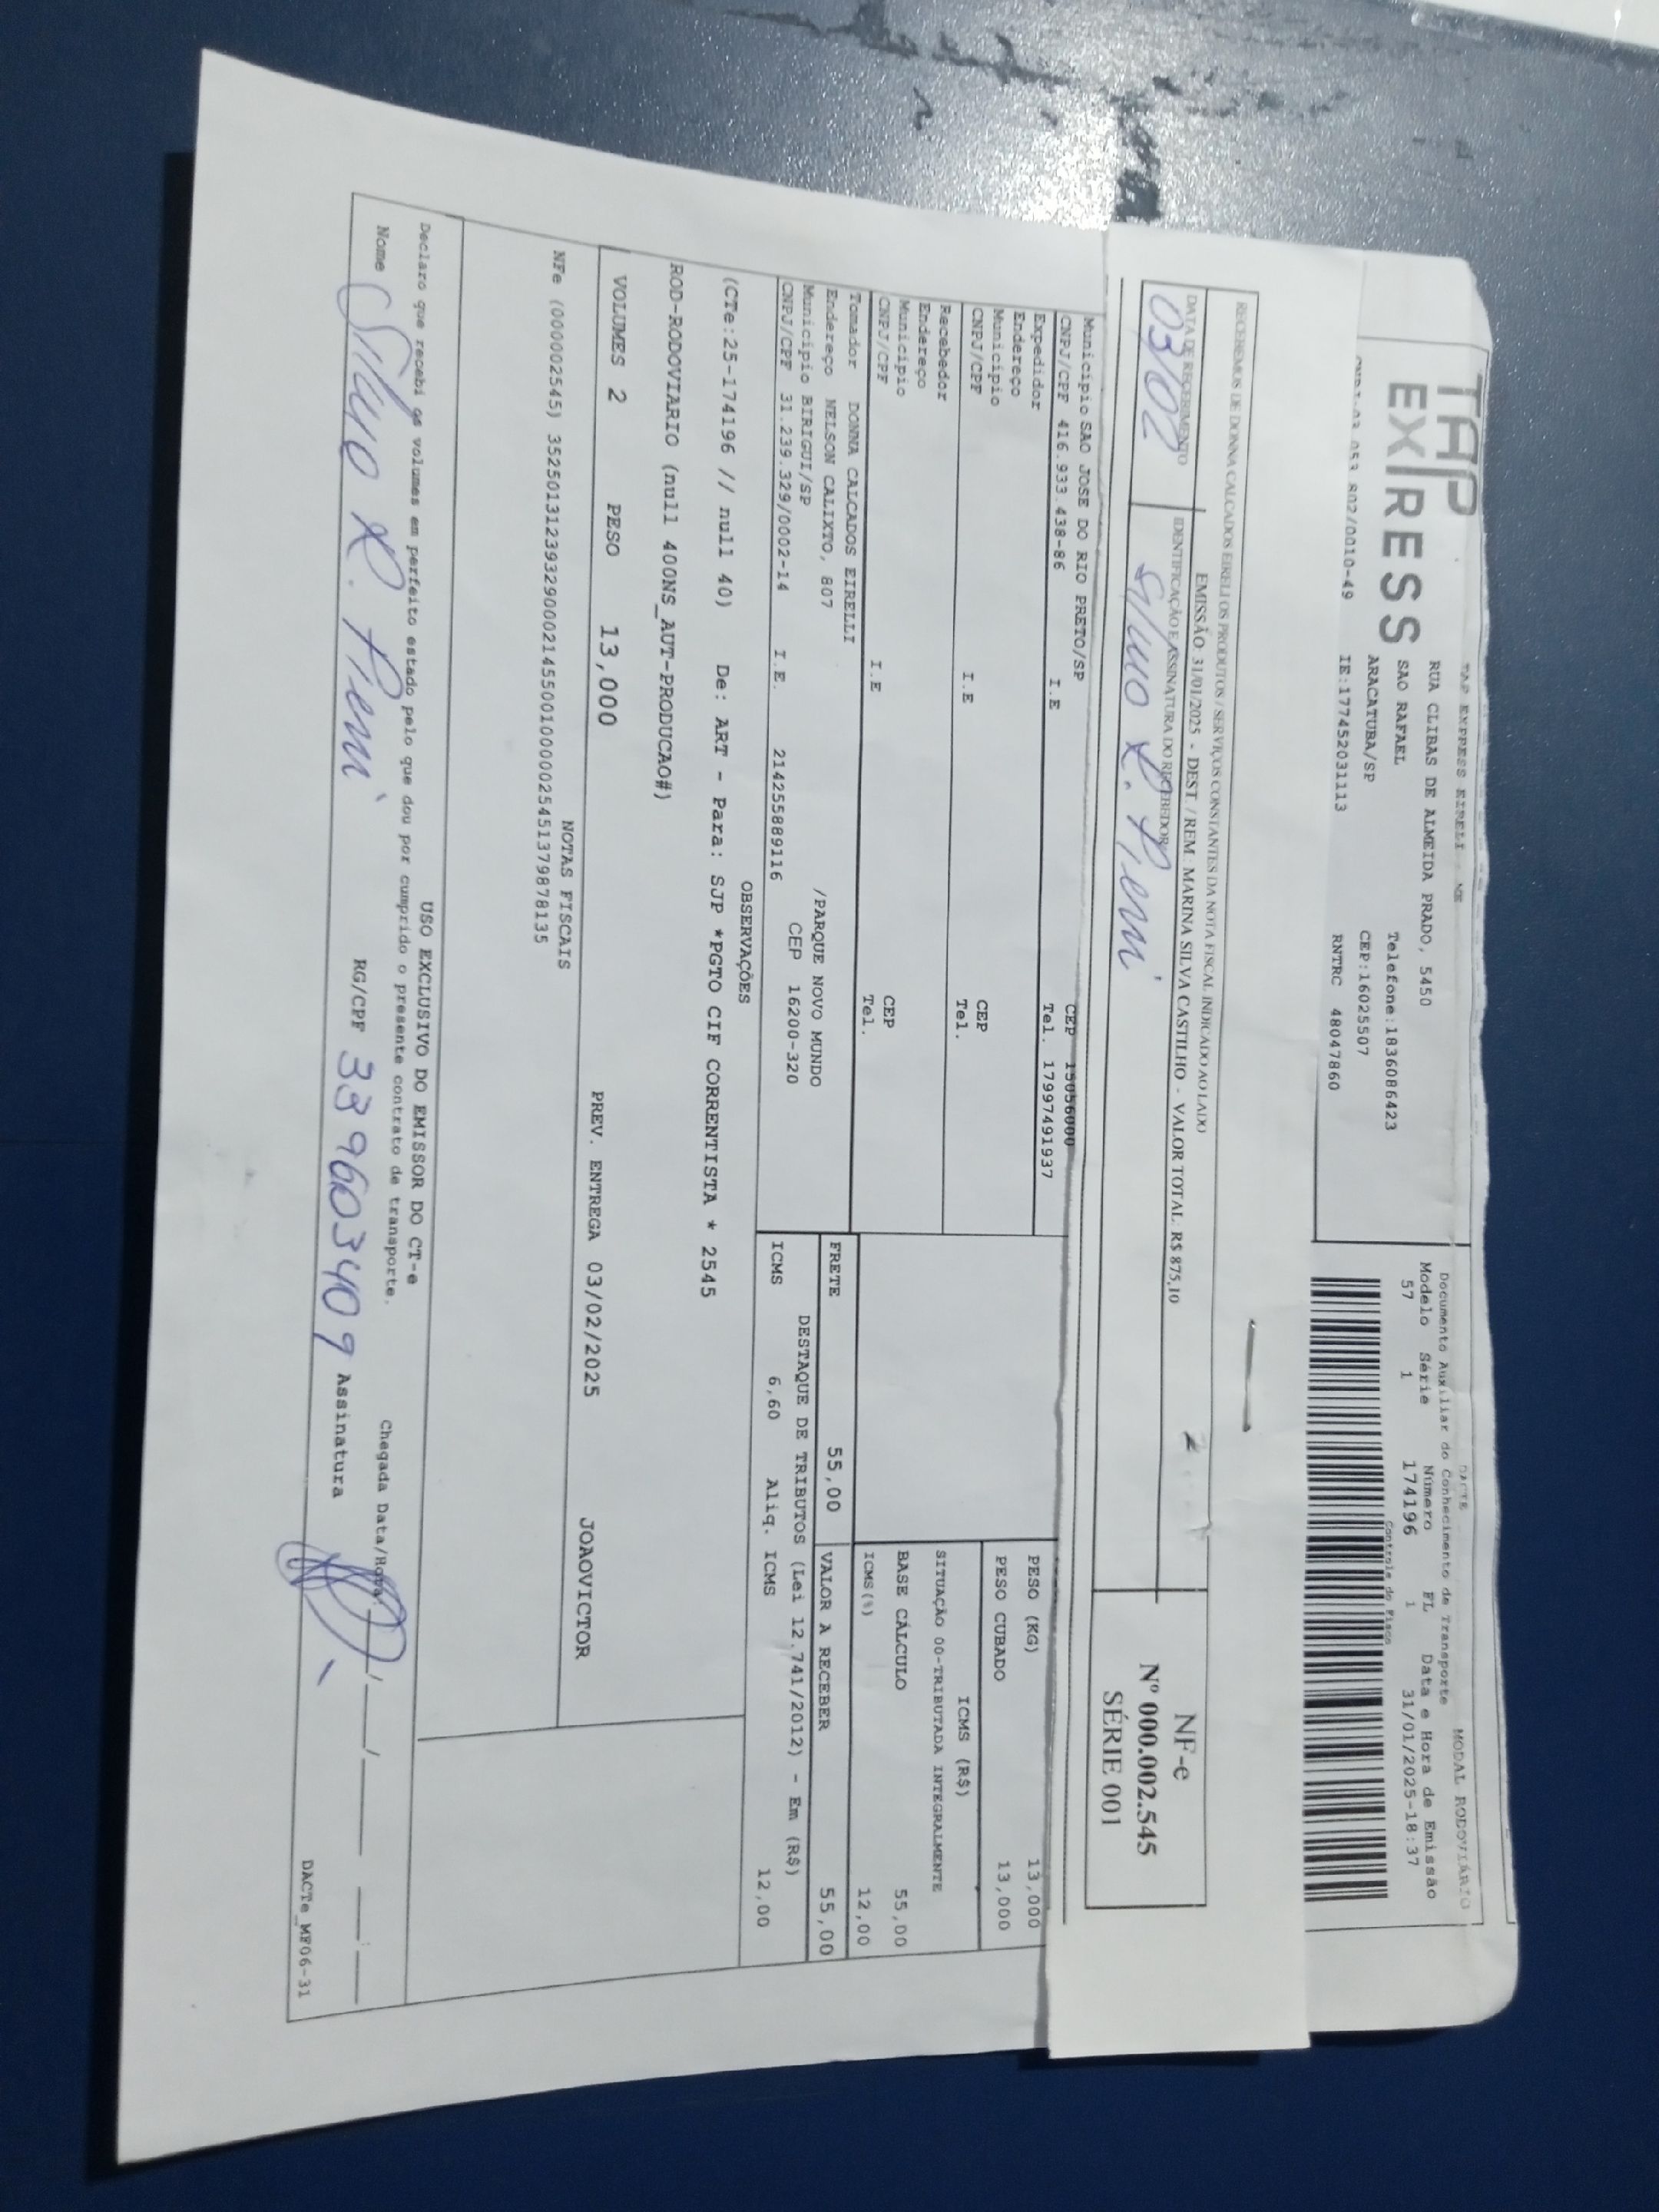 TAP
EXPRESS
TAP EXPRESS EIRELI - ME
RUA CLIBAS DE ALMEIDA PRADO, 5450
SAO RAFAEL Telefone:1836086423
ARACATUBA/SP CEP:16025507
IE:177452031113 RNTRC 48047860
DACTE MODAL RODOVIÁRIO
Documento Auxiliar do Conhecimento de Transporte
Modelo Série Número FL Data e Hora de Emissão
57 1 174196 1 31/01/2025-18:37
Controle do Fisco
RECEBEMOS DE DONNA CALCADOS EIRELI OS PRODUTOS / SERVIÇOS CONSTANTES DA NOTA FISCAL INDICADO AO LADO
EMISSÃO: 31/01/2025 - DEST. / REM.: MARINA SILVA CASTILHO - VALOR TOTAL: R$ 875,10
DATA DE RECEBIMENTO IDENTIFICAÇÃO E ASSINATURA DO RECEBEDOR
03/02
NF-e
Nº 000.002.545
SÉRIE 001
Município SAO JOSE DO RIO PRETO/SP CEP 15056000
CNPJ/CPF 416.933.438-86 I.E Tel. 17997491937
Expedidor
Endereço
Município CEP
CNPJ/CPF I.E Tel.
Recebedor
Endereço
Município CEP
CNPJ/CPF I.E Tel.
Tomador DONNA CALCADOS EIRELLI
Endereço NELSON CALIXTO, 807 /PARQUE NOVO MUNDO
Município BIRIGUI/SP CEP 16200-320
CNPJ/CPF 31.239.329/0002-14 I.E. 214255889116
PESO (KG) 13,000
PESO CUBADO 13,000
ICMS (R$)
SITUAÇÃO 00-TRIBUTADA INTEGRALMENTE
BASE CÁLCULO 55,00
ICMS(%) 12,00
FRETE 55,00 VALOR A RECEBER 55,00
DESTAQUE DE TRIBUTOS (Lei 12.741/2012) - Em (R$)
ICMS 6,60 Aliq. ICMS 12,00
OBSERVAÇÕES
(CTe:25-174196 // null 40) De: ART - Para: SJP *PGTO CIF CORRENTISTA * 2545
ROD-RODOVIARIO (null 400NS_AUT-PRODUCAO#)
VOLUMES 2 PESO 13,000 PREV. ENTREGA 03/02/2025 JOAOVICTOR
NOTAS FISCAIS
NFe (000002545) 35250131239329000214550010000025451379878135
USO EXCLUSIVO DO EMISSOR DO CT-e
Declaro que recebi os volumes em perfeito estado pelo que dou por cumprido o presente contrato de transporte. Chegada Data/Hora:
Nome RG/CPF 339603409 Assinatura
DACTe_MF06-31